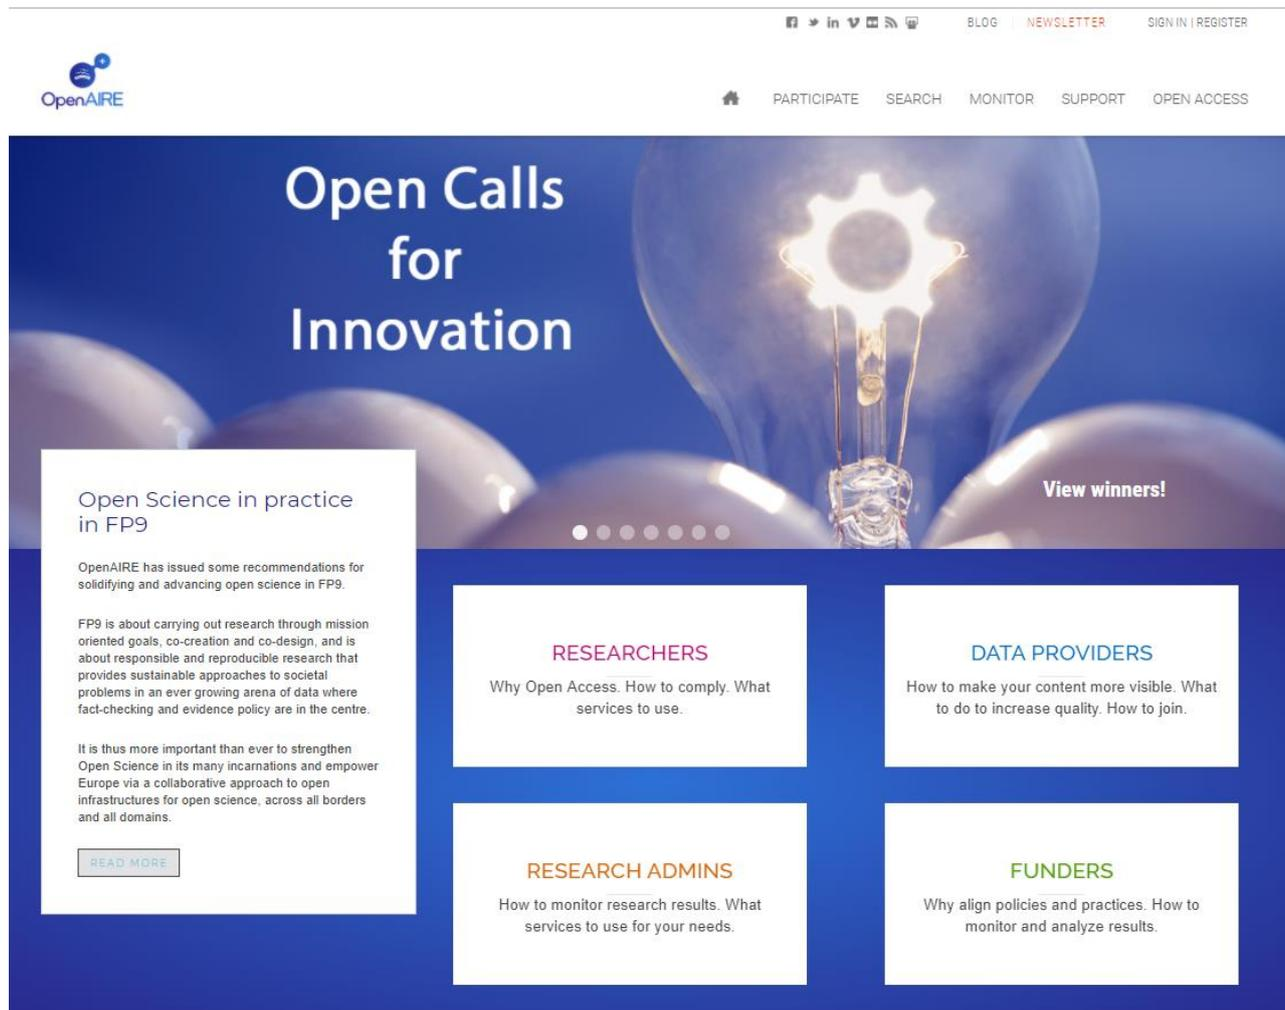 BLOG
NEWSLETTER
SIGN IN | REGISTER
OpenAIRE
PARTICIPATE
SEARCH
MONITOR
SUPPORT
OPEN ACCESS
Open Calls
for
Innovation
View winners!
Open Science in practice
in FP9
OpenAIRE has issued some recommendations for
solidifying and advancing open science in FP9.
FP9 is about carrying out research through mission
oriented goals, co-creation and co-design, and is
about responsible and reproducible research that
provides sustainable approaches to societal
problems in an ever growing arena of data where
fact-checking and evidence policy are in the centre.
It is thus more important than ever to strengthen
Open Science in its many incarnations and empower
Europe via a collaborative approach to open
infrastructures for open science, across all borders
and all domains.
READ MORE
RESEARCHERS
Why Open Access. How to comply. What
services to use.
DATA PROVIDERS
How to make your content more visible. What
to do to increase quality. How to join.
RESEARCH ADMINS
How to monitor research results. What
services to use for your needs.
FUNDERS
Why align policies and practices. How to
monitor and analyze results.